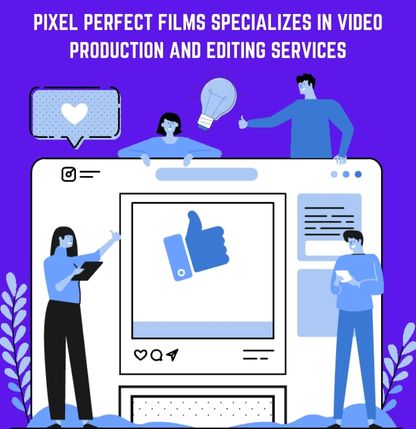 PIXEL PERFECT FILMS SPECIALIZES IN VIDEO
PRODUCTION AND EDITING SERVICES